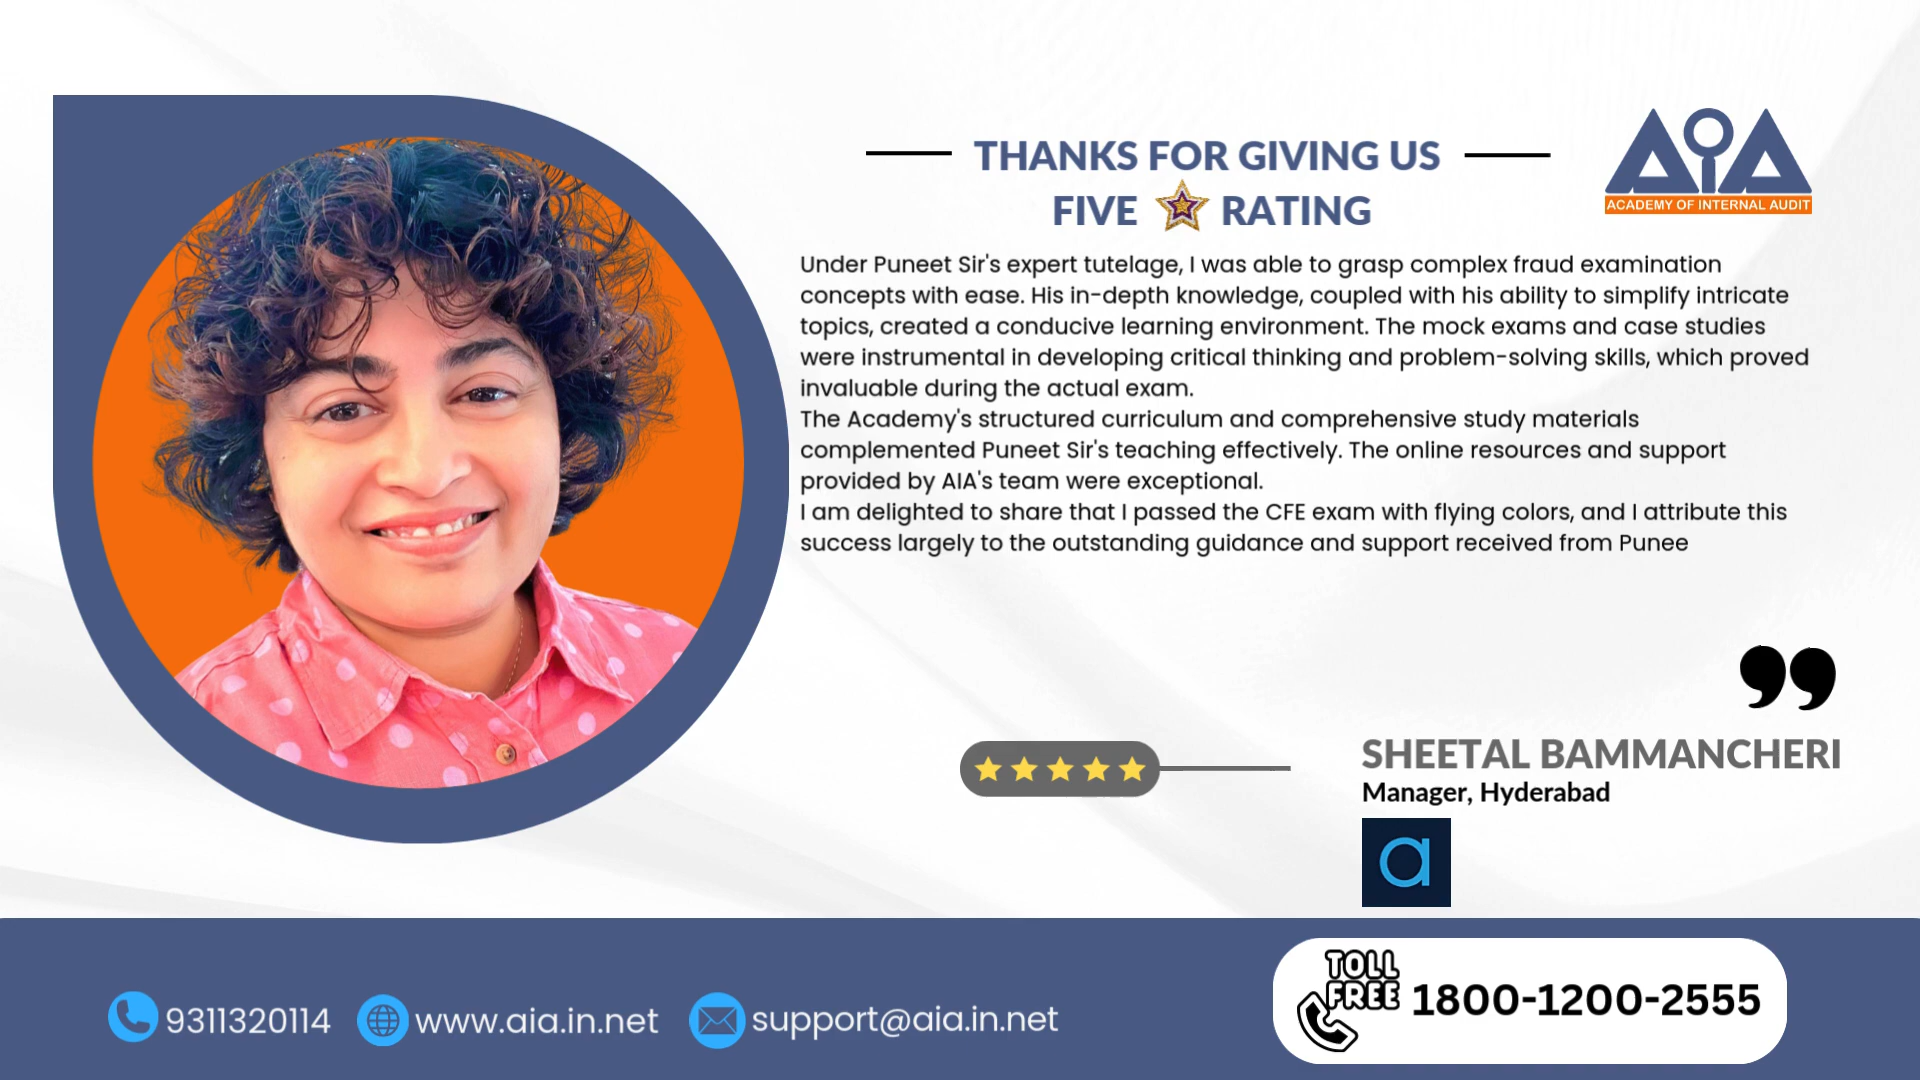 THANKS FOR GIVING US
FIVE RATING
AIA
ACADEMY OF INTERNAL AUDIT
Under Puneet Sir's expert tutelage, I was able to grasp complex fraud examination
concepts with ease. His in-depth knowledge, coupled with his ability to simplify intricate
topics, created a conducive learning environment. The mock exams and case studies
were instrumental in developing critical thinking and problem-solving skills, which proved
invaluable during the actual exam.
The Academy's structured curriculum and comprehensive study materials
complemented Puneet Sir's teaching effectively. The online resources and support
provided by AIA's team were exceptional.
I am delighted to share that I passed the CFE exam with flying colors, and I attribute this
success largely to the outstanding guidance and support received from Punee
SHEETAL BAMMANCHERI
Manager, Hyderabad
a
9311320114
www.aia.in.net
support@aia.in.net
TOLL
FREE
1800-1200-2555